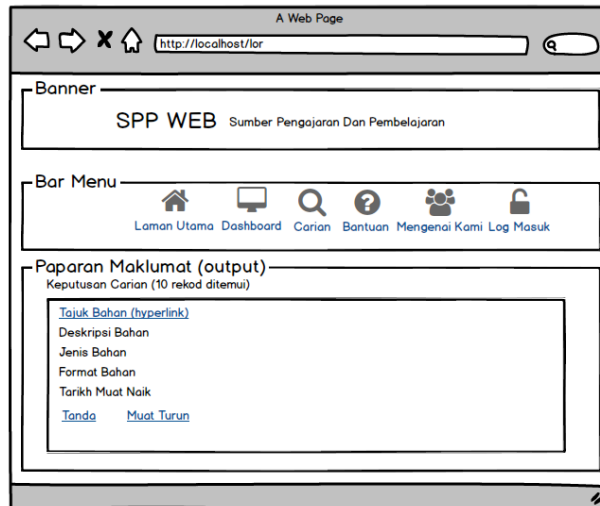 A Web Page
http://localhost/lor
Banner
SPP WEB Sumber Pengajaran Dan Pembelajaran
Bar Menu
Laman Utama Dashboard Carian Bantuan Mengenai Kami Log Masuk
Paparan Maklumat (output)
Keputusan Carian (10 rekod ditemui)
Tajuk Bahan (hyperlink)
Deskripsi Bahan
Jenis Bahan
Format Bahan
Tarikh Muat Naik
Tanda Muat Turun